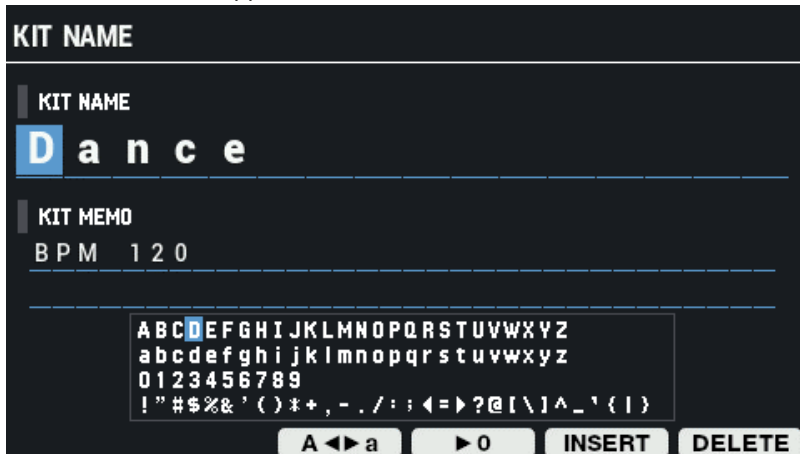 KIT NAME
KIT NAME
Dance
KIT MEMO
BPM 120
ABCDEFGHIJKLMNOPQRSTUVWXYZ
abcdefghijklmnopqrstuvwxyz
0123456789
!"#$%&'()*+,-./:;◀=▶?@[\]^_`{|}
A◀▶a ▶0 INSERT DELETE